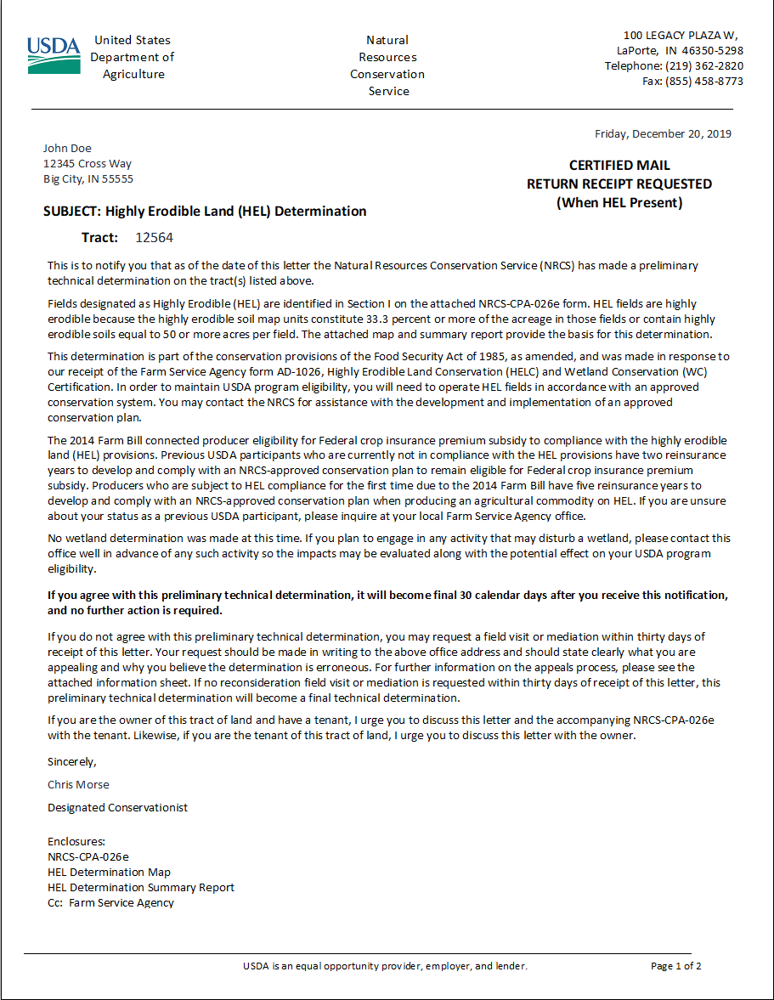 USDA
United States
Department of
Agriculture
Natural
Resources
Conservation
Service
100 LEGACY PLAZA W,
LaPorte, IN 46350-5298
Telephone: (219) 362-2820
Fax: (855) 458-8773
Friday, December 20, 2019
John Doe
12345 Cross Way
Big City, IN 55555
CERTIFIED MAIL
RETURN RECEIPT REQUESTED
(When HEL Present)
SUBJECT: Highly Erodible Land (HEL) Determination
Tract: 12564
This is to notify you that as of the date of this letter the Natural Resources Conservation Service (NRCS) has made a preliminary
technical determination on the tract(s) listed above.
Fields designated as Highly Erodible (HEL) are identified in Section I on the attached NRCS-CPA-026e form. HEL fields are highly
erodible because the highly erodible soil map units constitute 33.3 percent or more of the acreage in those fields or contain highly
erodible soils equal to 50 or more acres per field. The attached map and summary report provide the basis for this determination.
This determination is part of the conservation provisions of the Food Security Act of 1985, as amended, and was made in response to
our receipt of the Farm Service Agency form AD-1026, Highly Erodible Land Conservation (HELC) and Wetland Conservation (WC)
Certification. In order to maintain USDA program eligibility, you will need to operate HEL fields in accordance with an approved
conservation system. You may contact the NRCS for assistance with the development and implementation of an approved
conservation plan.
The 2014 Farm Bill connected producer eligibility for Federal crop insurance premium subsidy to compliance with the highly erodible
land (HEL) provisions. Previous USDA participants who are currently not in compliance with the HEL provisions have two reinsurance
years to develop and comply with an NRCS-approved conservation plan to remain eligible for Federal crop insurance premium
subsidy. Producers who are subject to HEL compliance for the first time due to the 2014 Farm Bill have five reinsurance years to
develop and comply with an NRCS-approved conservation plan when producing an agricultural commodity on HEL. If you are unsure
about your status as a previous USDA participant, please inquire at your local Farm Service Agency office.
No wetland determination was made at this time. If you plan to engage in any activity that may disturb a wetland, please contact this
office well in advance of any such activity so the impacts may be evaluated along with the potential effect on your USDA program
eligibility.
If you agree with this preliminary technical determination, it will become final 30 calendar days after you receive this notification,
and no further action is required.
If you do not agree with this preliminary technical determination, you may request a field visit or mediation within thirty days of
receipt of this letter. Your request should be made in writing to the above office address and should state clearly what you are
appealing and why you believe the determination is erroneous. For further information on the appeals process, please see the
attached information sheet. If no reconsideration field visit or mediation is requested within thirty days of receipt of this letter, this
preliminary technical determination will become a final technical determination.
If you are the owner of this tract of land and have a tenant, I urge you to discuss this letter and the accompanying NRCS-CPA-026e
with the tenant. Likewise, if you are the tenant of this tract of land, I urge you to discuss this letter with the owner.
Sincerely,
Chris Morse
Designated Conservationist
Enclosures:
NRCS-CPA-026e
HEL Determination Map
HEL Determination Summary Report
Cc: Farm Service Agency
USDA is an equal opportunity provider, employer, and lender.
Page 1 of 2